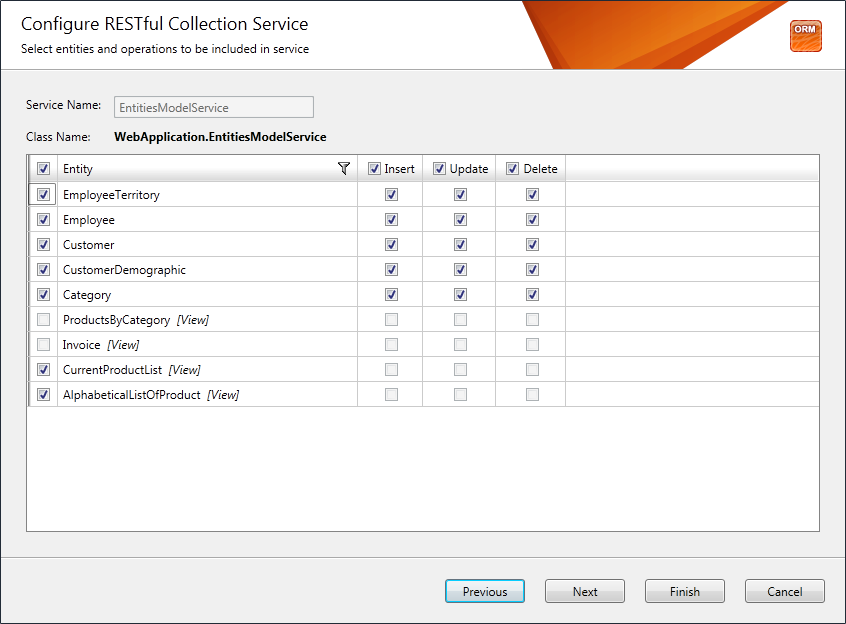 Configure RESTful Collection Service
Select entities and operations to be included in service
ORM
Service Name: EntitiesModelService
Class Name: WebApplication.EntitiesModelService
Entity Insert Update Delete
EmployeeTerritory
Employee
Customer
CustomerDemographic
Category
ProductsByCategory [View]
Invoice [View]
CurrentProductList [View]
AlphabeticalListOfProduct [View]
Previous Next Finish Cancel